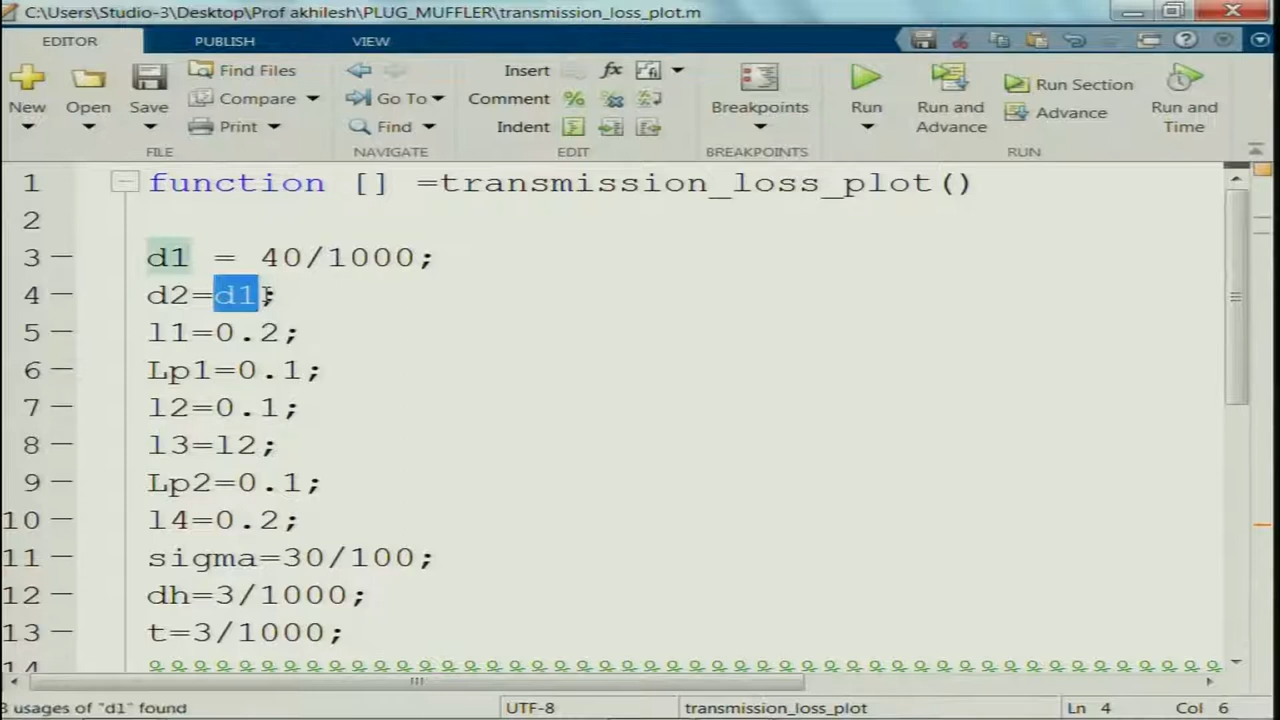 C:\Users\Studio-3\Desktop\Prof akhilesh\PLUG_MUFFLER\transmission_loss_plot.m
EDITOR PUBLISH VIEW
Find Files Insert fx
Compare Go To Comment Run Section
New Open Save Print Find Indent Breakpoints Run Run and Advance Advance Run and Time
FILE NAVIGATE EDIT BREAKPOINTS RUN
1 function [] =transmission_loss_plot()
2
3 d1 = 40/1000;
4 d2=d1;
5 l1=0.2;
6 Lp1=0.1;
7 l2=0.1;
8 l3=l2;
9 Lp2=0.1;
10 l4=0.2;
11 sigma=30/100;
12 dh=3/1000;
13 t=3/1000;
14
usages of "d1" found UTF-8 transmission_loss_plot Ln 4 Col 6